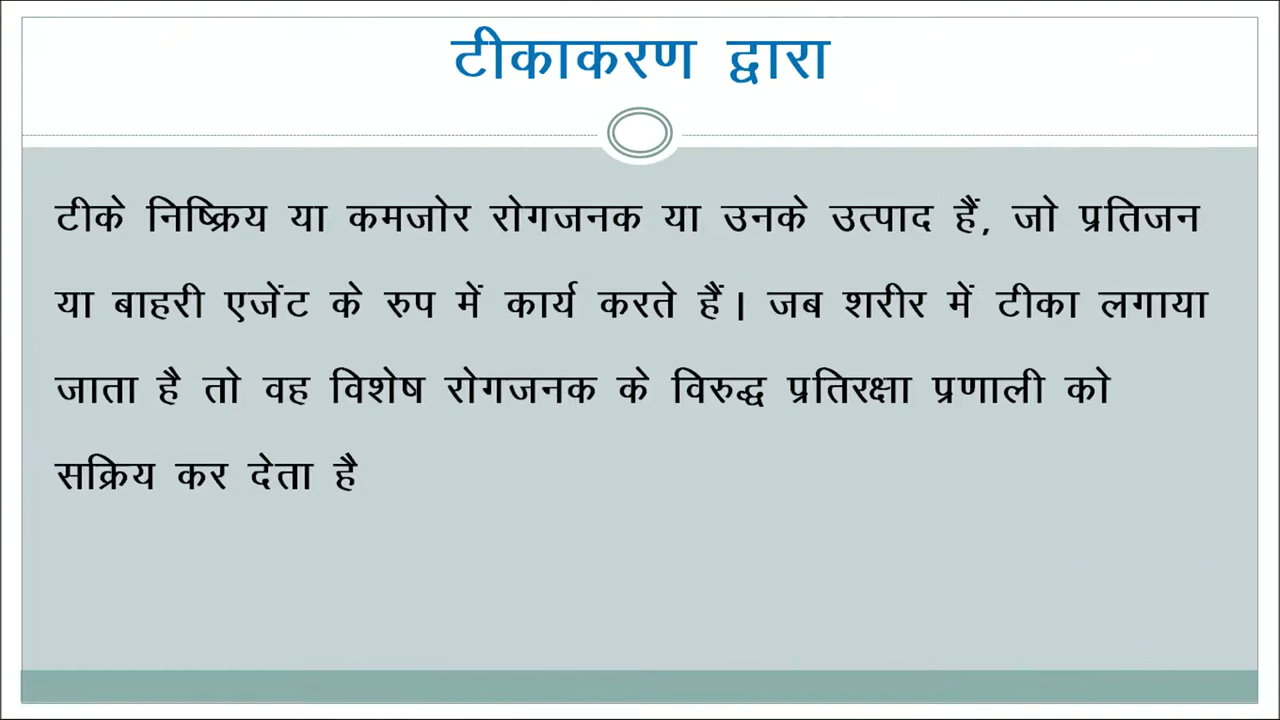 टीकाकरण द्वारा
टीके निष्क्रिय या कमजोर रोगजनक या उनके उत्पाद हैं, जो प्रतिजन
या बाहरी एजेंट के रुप में कार्य करते हैं। जब शरीर में टीका लगाया
जाता है तो वह विशेष रोगजनक के विरुद्ध प्रतिरक्षा प्रणाली को
सक्रिय कर देता है